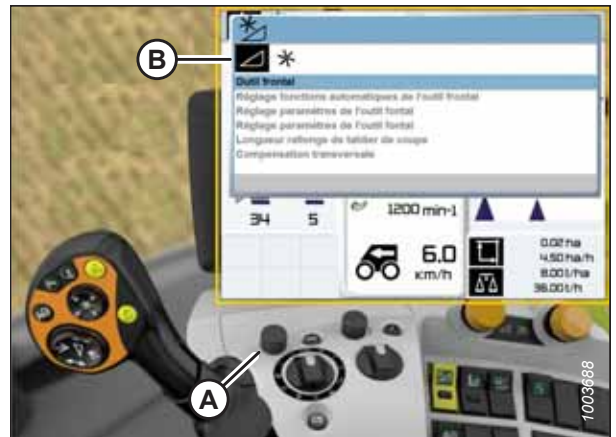 B
Outil frontal
Réglage fonctions automatiques de l'outil frontal
Réglage paramètres de l'outil fontal
Réglage paramètres de l'outil fontal
Longueur rallonge de tablier de coupe
Compensation transversale
34
5
1200 min-1
6.0
km/h
0.02 ha
4.50 ha/h
8.00 l/ha
36.00 l/h
A
1003688